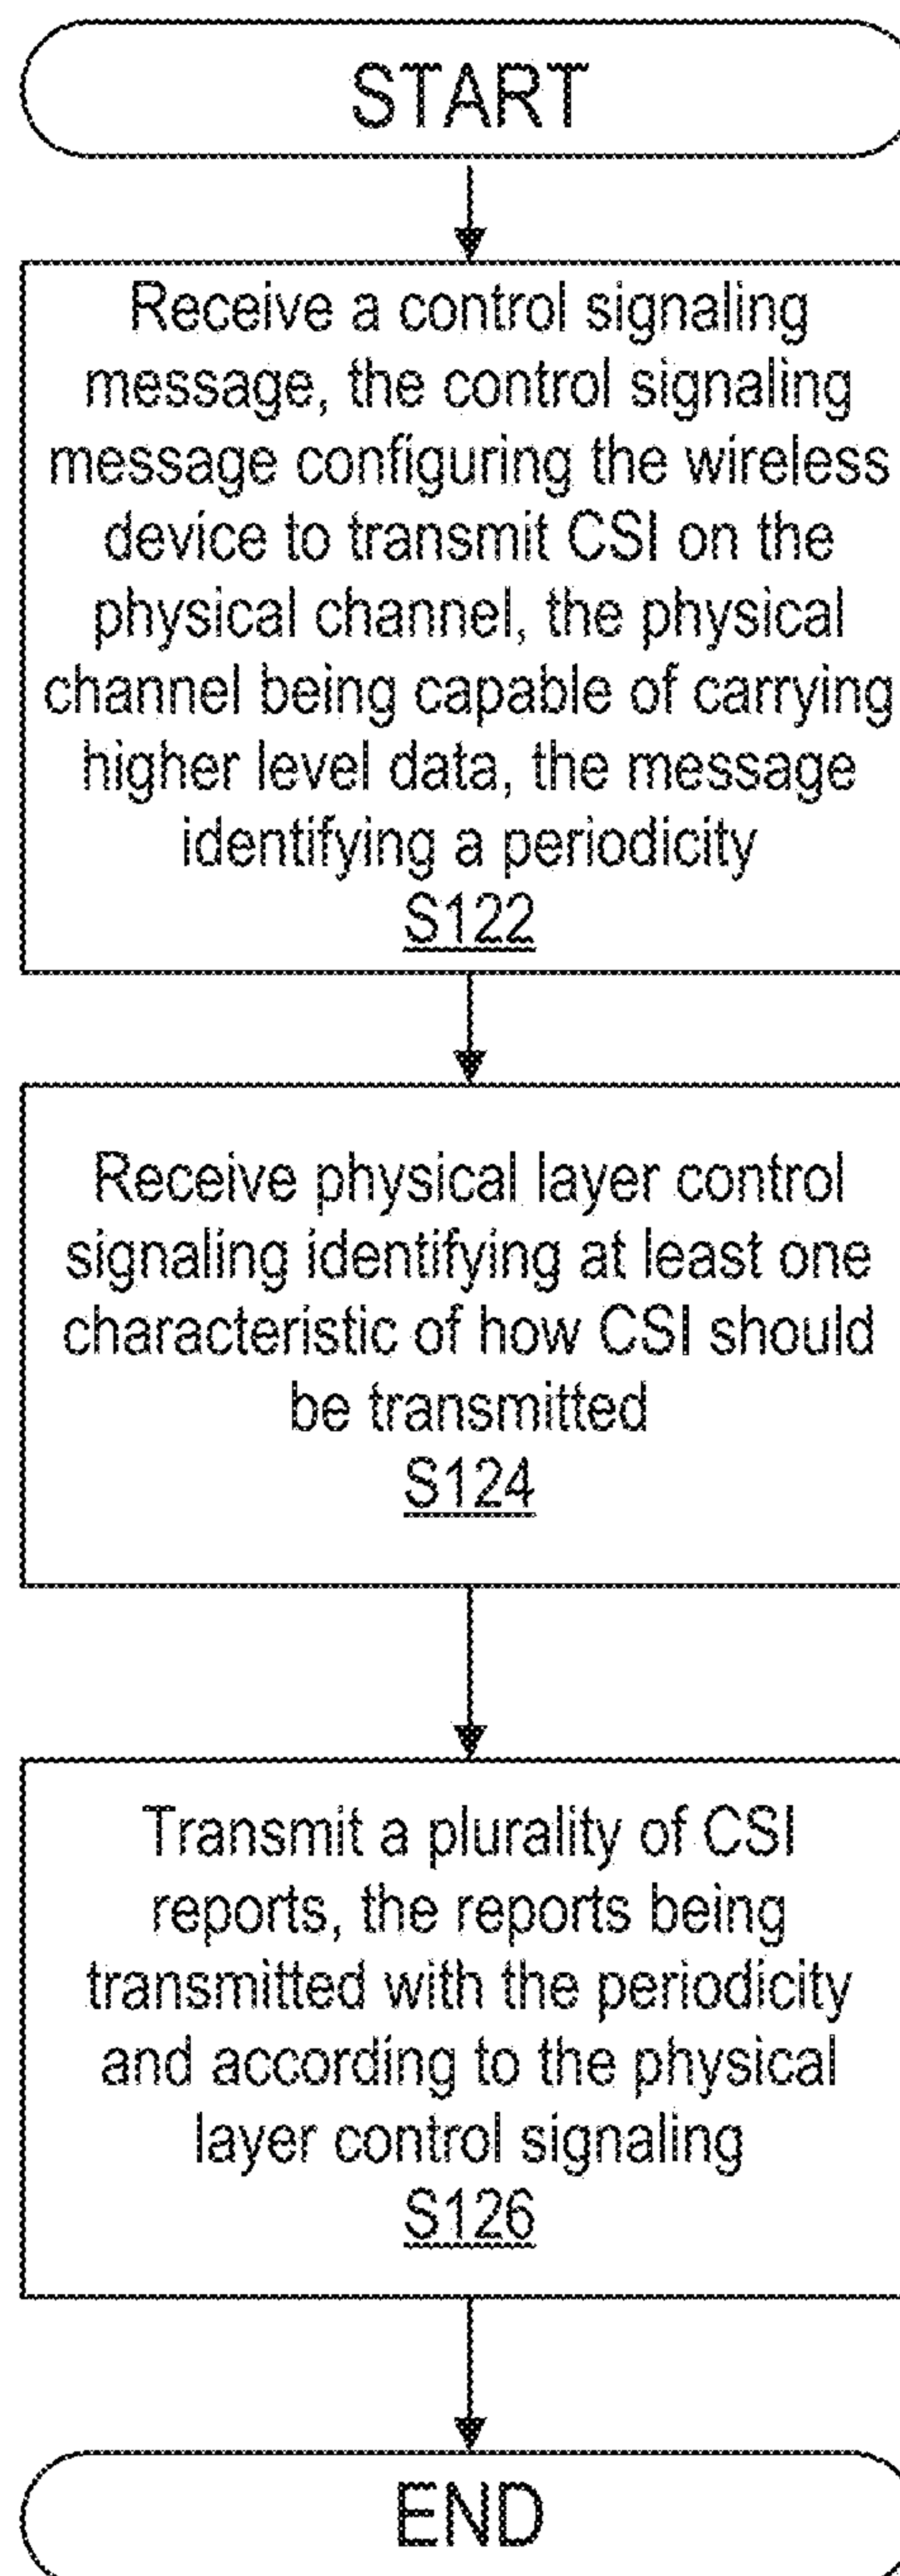 START
Receive a control signaling
message, the control signaling
message configuring the wireless
device to transmit CSI on the
physical channel, the physical
channel being capable of carrying
higher level data, the message
identifying a periodicity
S122
Receive physical layer control
signaling identifying at least one
characteristic of how CSI should
be transmitted
S124
Transmit a plurality of CSI
reports, the reports being
transmitted with the periodicity
and according to the physical
layer control signaling
S126
END